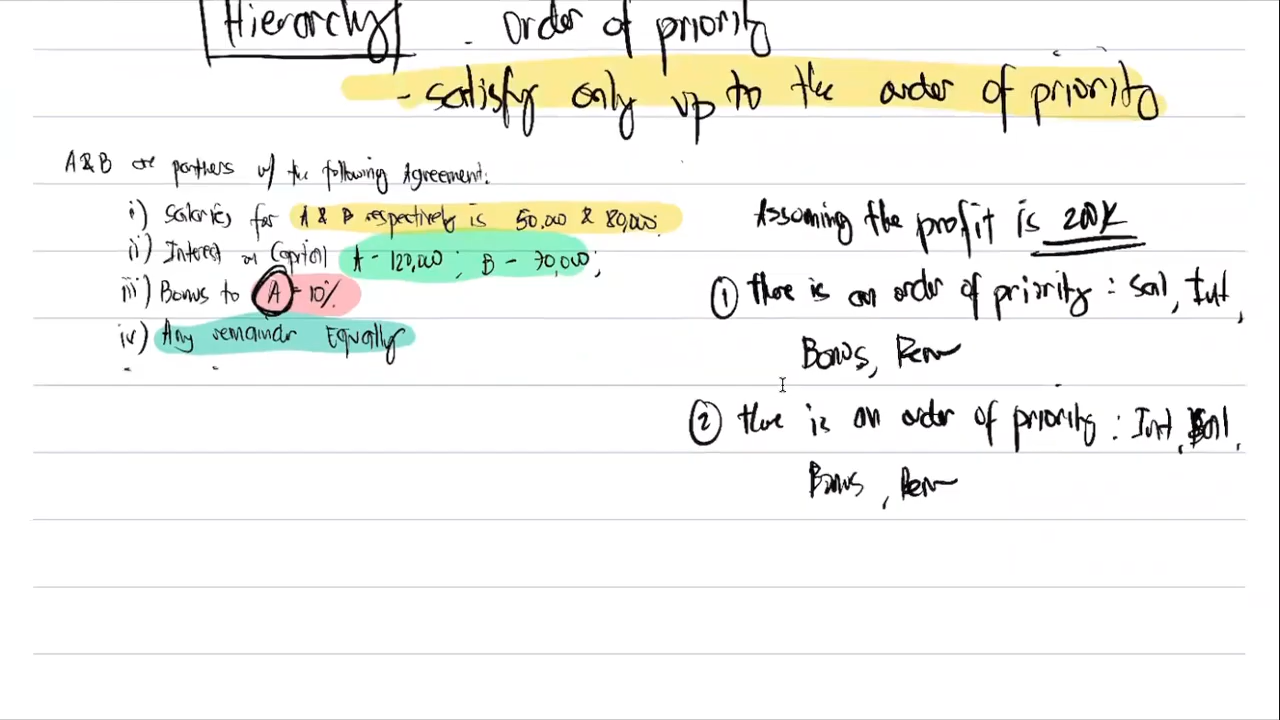 Hierarchy
Order of priority
- satisfy only up to the order of priority
A & B are partners w/ the following Agreement:
i) Salaries for A & B respectively is 50,000 & 80,000.
ii) Interest on Capital A - 120,000 ; B - 70,000;
iii) Bonus to A - 10%
iv) Any remainder Equally
Assuming the profit is 200K
① there is an order of priority : Sal, Int,
Bonus, Rem
② there is an order of priority : Int, Sal,
Bonus, Rem